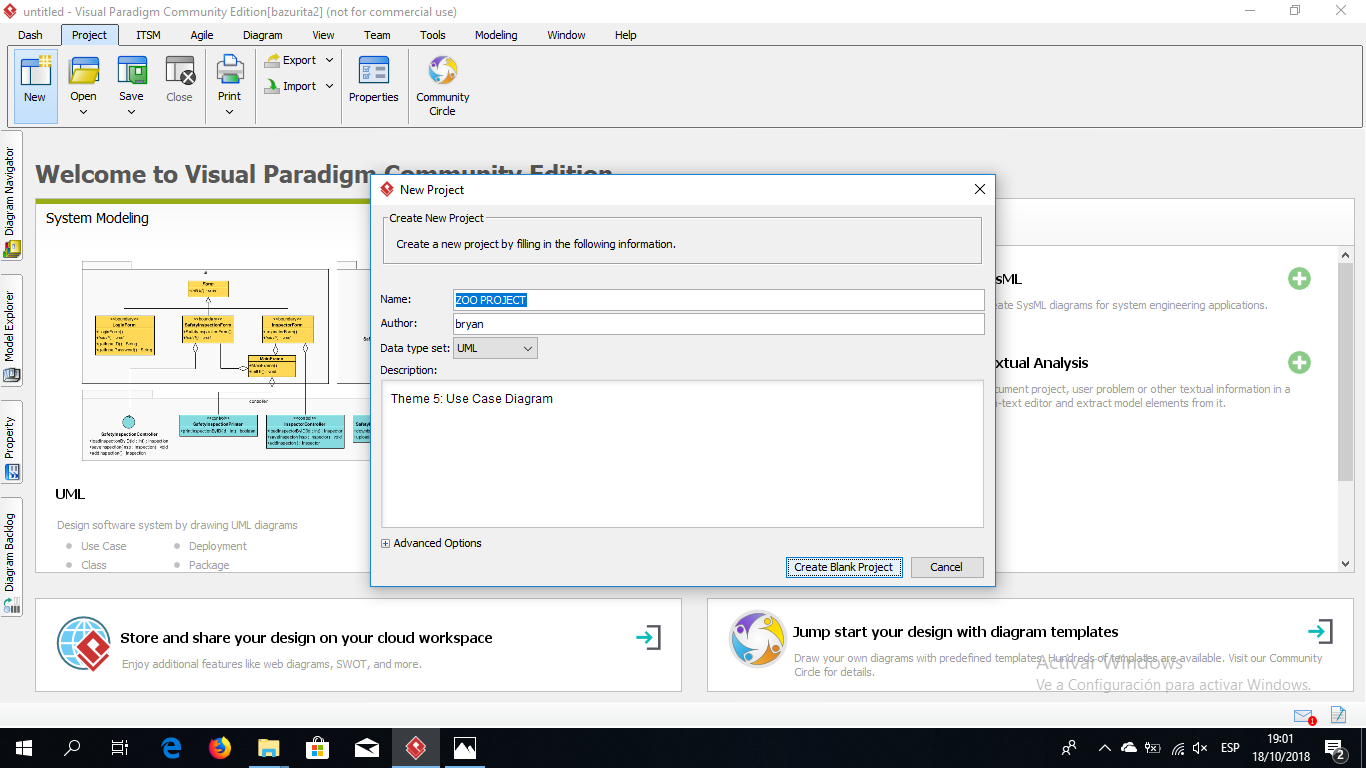 untitled - Visual Paradigm Community Edition[bazurita2] (not for commercial use)
Dash Project ITSM Agile Diagram View Team Tools Modeling Window Help
New Open Save Close Print Export Import Properties Community Circle
Diagram Navigator
Model Explorer
Property
Diagram Backlog
Welcome to Visual Paradigm Community Edition
System Modeling
UML
Design software system by drawing UML diagrams
Use Case Deployment
Class Package
New Project
Create New Project
Create a new project by filling in the following information.
Name: ZOO PROJECT
Author: bryan
Data type set: UML
Description:
Theme 5: Use Case Diagram
Advanced Options
Create Blank Project Cancel
ML
eate SysML diagrams for system engineering applications.
xtual Analysis
cument project, user problem or other textual information in a
-text editor and extract model elements from it.
Store and share your design on your cloud workspace
Enjoy additional features like web diagrams, SWOT, and more.
Jump start your design with diagram templates
Draw your own diagrams with predefined templates. Hundreds of templates are available. Visit our Community
Circle for details.
Activar Windows
Ve a Configuración para activar Windows.
1
ESP
19:01
18/10/2018
2